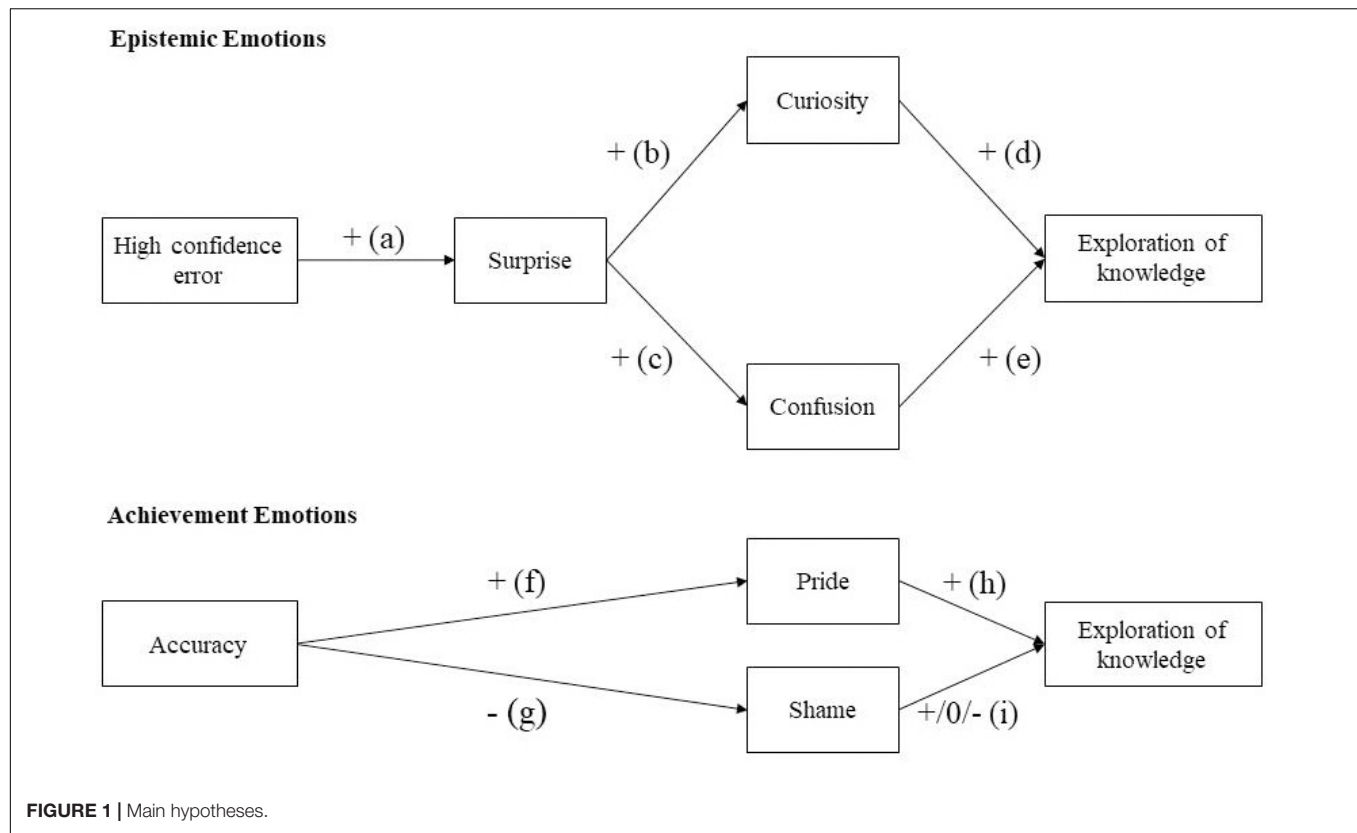 Epistemic Emotions
Curiosity
+ (b)
+ (d)
High confidence
error
+ (a)
Surprise
Exploration of
knowledge
+ (c)
+ (e)
Confusion
Achievement Emotions
Pride
+ (f)
+ (h)
Accuracy
Exploration of
knowledge
- (g)
Shame
+/0/- (i)
FIGURE 1 | Main hypotheses.